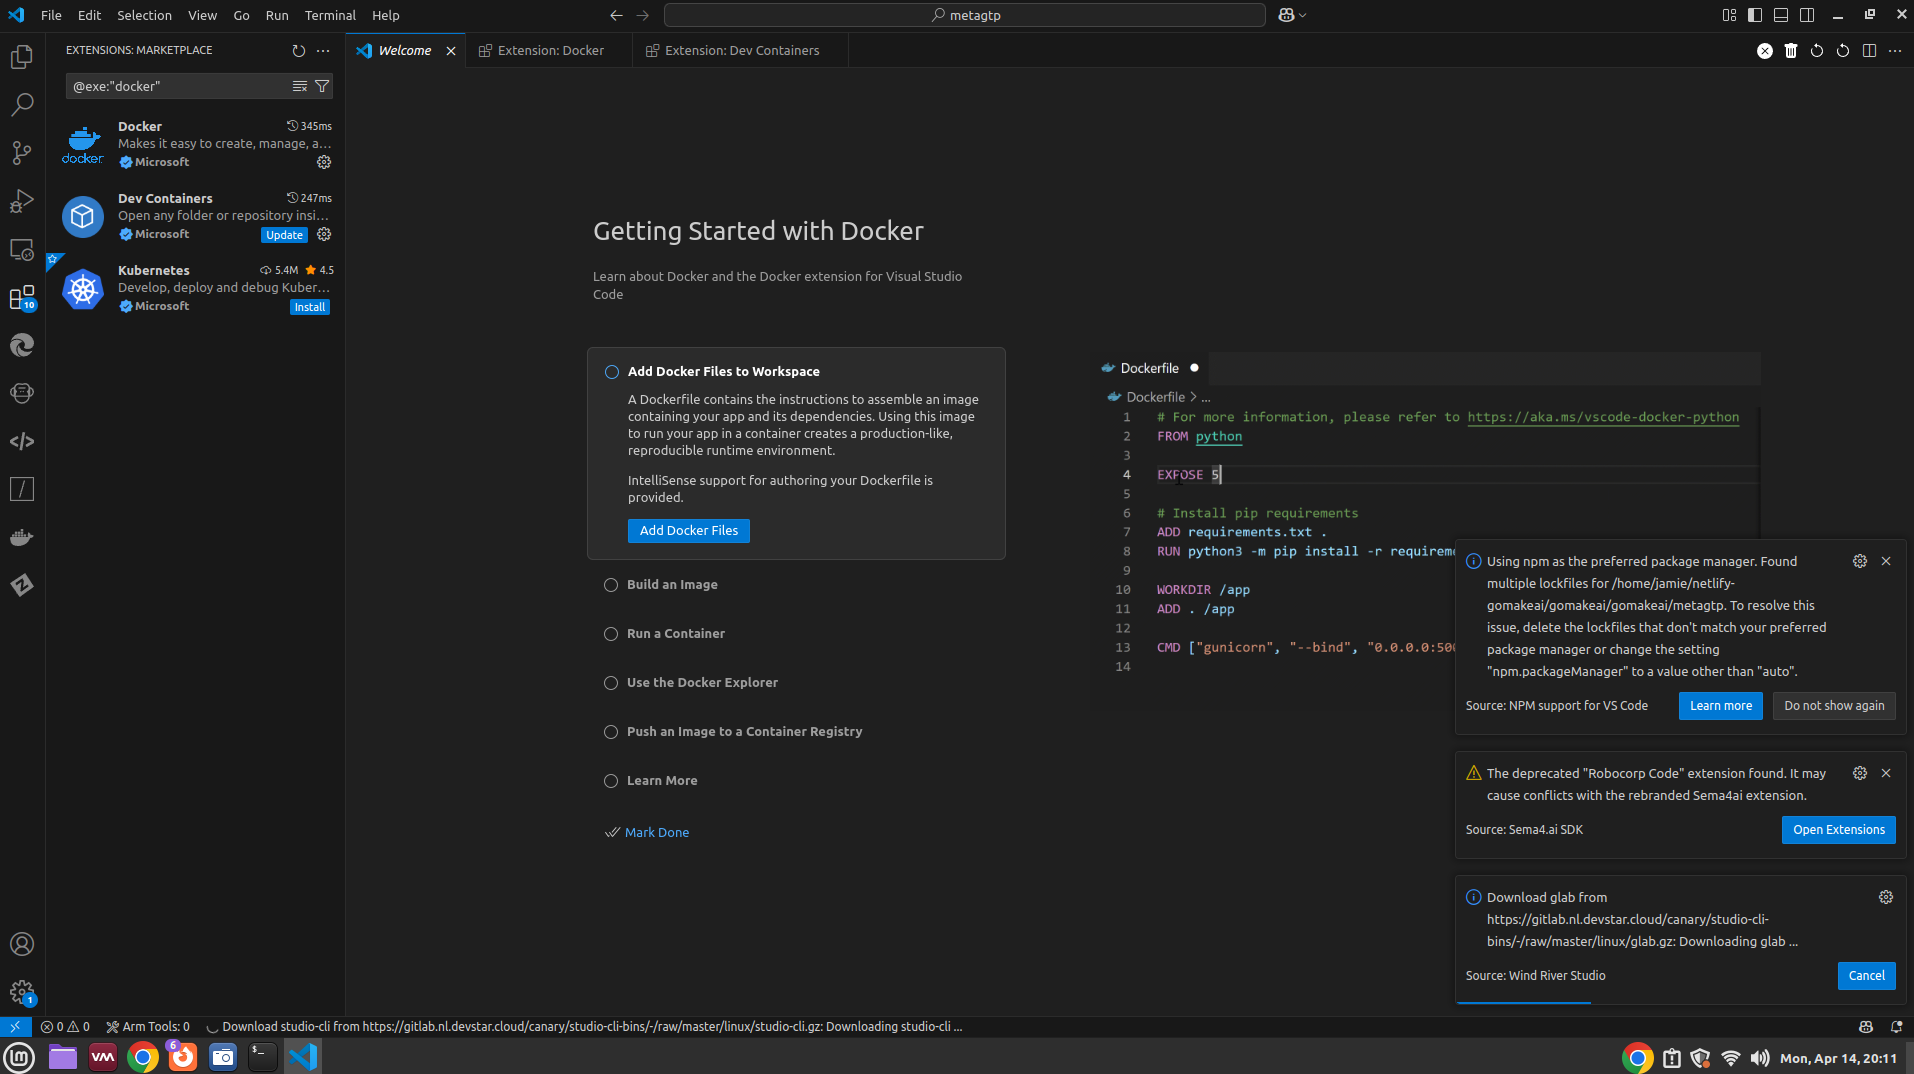 File Edit Selection View Go Run Terminal Help
metagtp
EXTENSIONS: MARKETPLACE
@exe:"docker"
docker
Docker 345ms
Makes it easy to create, manage, a...
Microsoft
Dev Containers 247ms
Open any folder or repository insi...
Microsoft Update
Kubernetes 5.4M 4.5
Develop, deploy and debug Kuber...
Microsoft Install
10
1
Welcome Extension: Docker Extension: Dev Containers
Getting Started with Docker
Learn about Docker and the Docker extension for Visual Studio
Code
Add Docker Files to Workspace
A Dockerfile contains the instructions to assemble an image
containing your app and its dependencies. Using this image
to run your app in a container creates a production-like,
reproducible runtime environment.
IntelliSense support for authoring your Dockerfile is
provided.
Add Docker Files
Build an Image
Run a Container
Use the Docker Explorer
Push an Image to a Container Registry
Learn More
Mark Done
Dockerfile
Dockerfile > ...
1 # For more information, please refer to https://aka.ms/vscode-docker-python
2 FROM python
3
4 EXPOSE 5
5
6 # Install pip requirements
7 ADD requirements.txt .
8 RUN python3 -m pip install -r requirem
9
10 WORKDIR /app
11 ADD . /app
12
13 CMD ["gunicorn", "--bind", "0.0.0.0:500
14
Using npm as the preferred package manager. Found
multiple lockfiles for /home/jamie/netlify-
gomakeai/gomakeai/gomakeai/metagtp. To resolve this
issue, delete the lockfiles that don't match your preferred
package manager or change the setting
"npm.packageManager" to a value other than "auto".
Source: NPM support for VS Code Learn more Do not show again
The deprecated "Robocorp Code" extension found. It may
cause conflicts with the rebranded Sema4ai extension.
Source: Sema4.ai SDK Open Extensions
Download glab from
https://gitlab.nl.devstar.cloud/canary/studio-cli-
bins/-/raw/master/linux/glab.gz: Downloading glab ...
Source: Wind River Studio Cancel
0 0 Arm Tools: 0 Download studio-cli from https://gitlab.nl.devstar.cloud/canary/studio-cli-bins/-/raw/master/linux/studio-cli.gz: Downloading studio-cli ...
6
Mon, Apr 14, 20:11